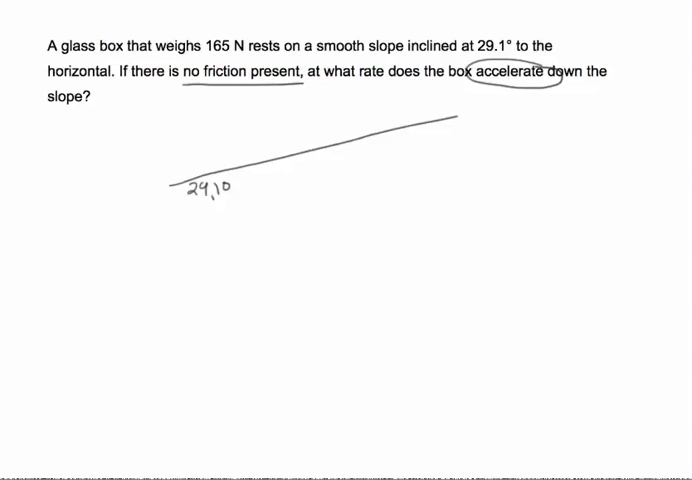 A glass box that weighs 165 N rests on a smooth slope inclined at 29.1° to the
horizontal. If there is no friction present, at what rate does the box accelerate down the
slope?
29,1°